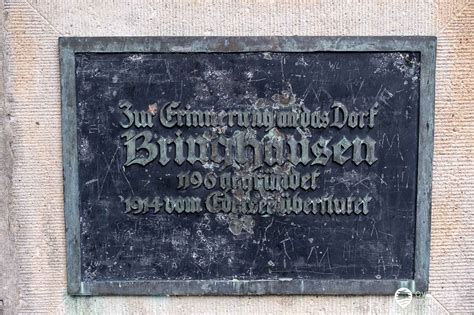 Zur Erinnerung an das Dorf
Bringhausen
1196 gegründet
1914 vom Edersee überflutet